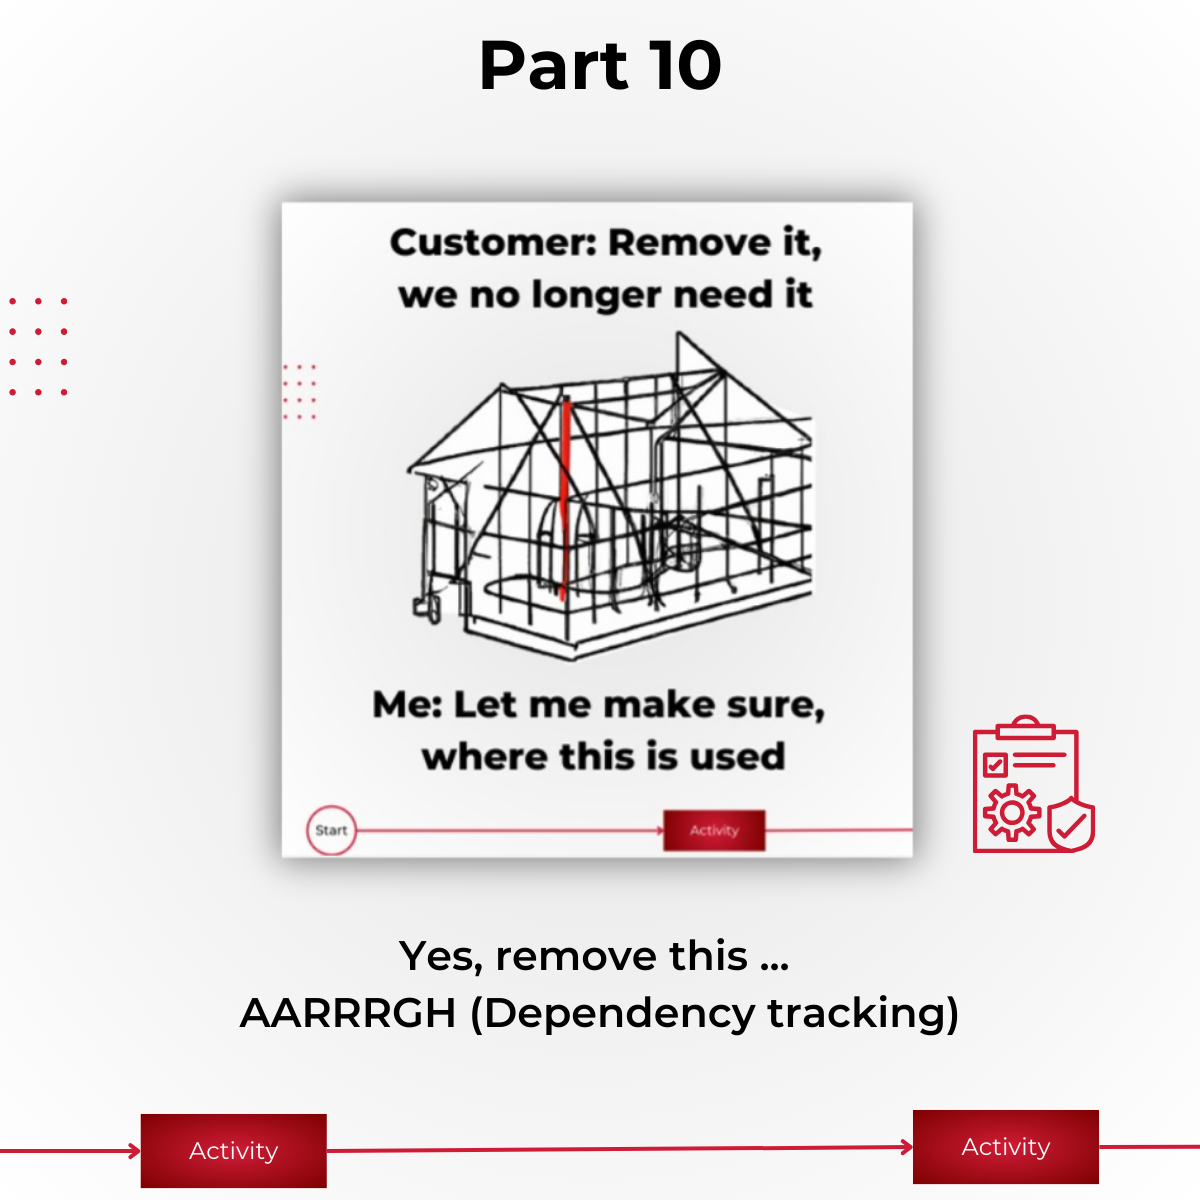 Part 10
Customer: Remove it,
we no longer need it
Me: Let me make sure,
where this is used
Start
Activity
Yes, remove this ...
AARRRGH (Dependency tracking)
Activity
Activity